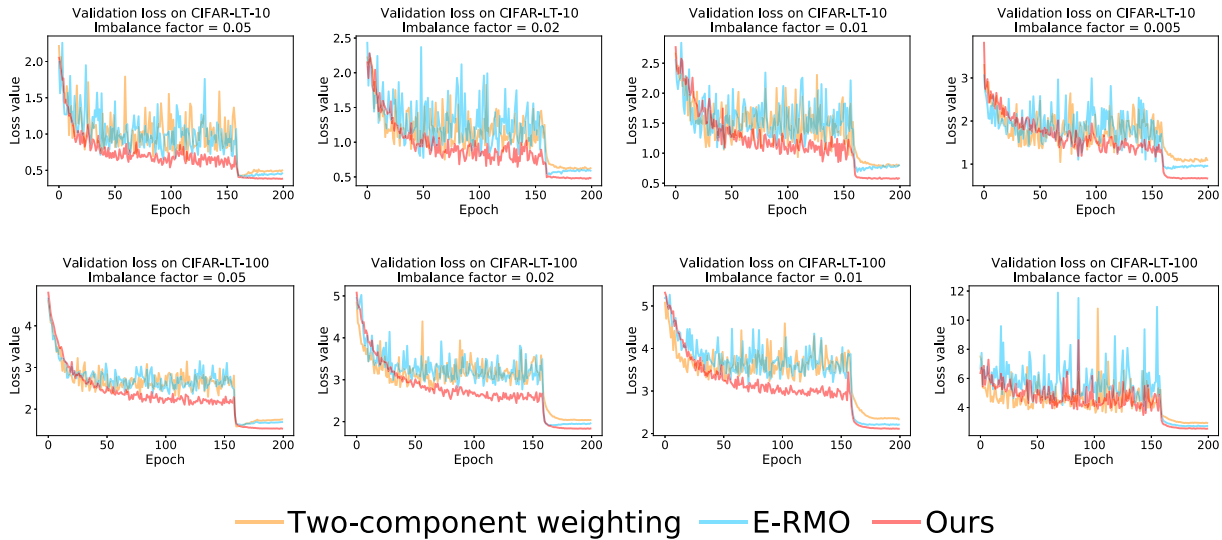 Validation loss on CIFAR-LT-10
Imbalance factor = 0.05
Loss value
2.0
1.5
1.0
0.5
0 50 100 150 200
Epoch
Validation loss on CIFAR-LT-10
Imbalance factor = 0.02
Loss value
2.5
2.0
1.5
1.0
0.5
0 50 100 150 200
Epoch
Validation loss on CIFAR-LT-10
Imbalance factor = 0.01
Loss value
2.5
2.0
1.5
1.0
0.5
0 50 100 150 200
Epoch
Validation loss on CIFAR-LT-10
Imbalance factor = 0.005
Loss value
3
2
1
0 50 100 150 200
Epoch
Validation loss on CIFAR-LT-100
Imbalance factor = 0.05
Loss value
4
3
2
0 50 100 150 200
Epoch
Validation loss on CIFAR-LT-100
Imbalance factor = 0.02
Loss value
5
4
3
2
0 50 100 150 200
Epoch
Validation loss on CIFAR-LT-100
Imbalance factor = 0.01
Loss value
5
4
3
2
0 50 100 150 200
Epoch
Validation loss on CIFAR-LT-100
Imbalance factor = 0.005
Loss value
12
10
8
6
4
0 50 100 150 200
Epoch
Two-component weighting E-RMO Ours